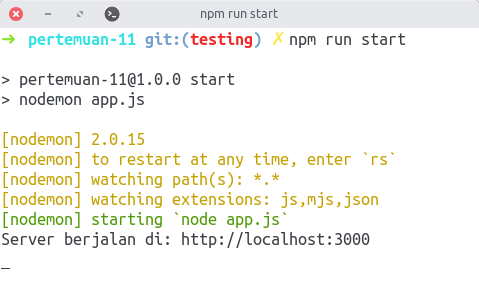 npm run start
➜ pertemuan-11 git:(testing) ✗ npm run start
> pertemuan-11@1.0.0 start
> nodemon app.js
[nodemon] 2.0.15
[nodemon] to restart at any time, enter `rs`
[nodemon] watching path(s): *.*
[nodemon] watching extensions: js,mjs,json
[nodemon] starting `node app.js`
Server berjalan di: http://localhost:3000